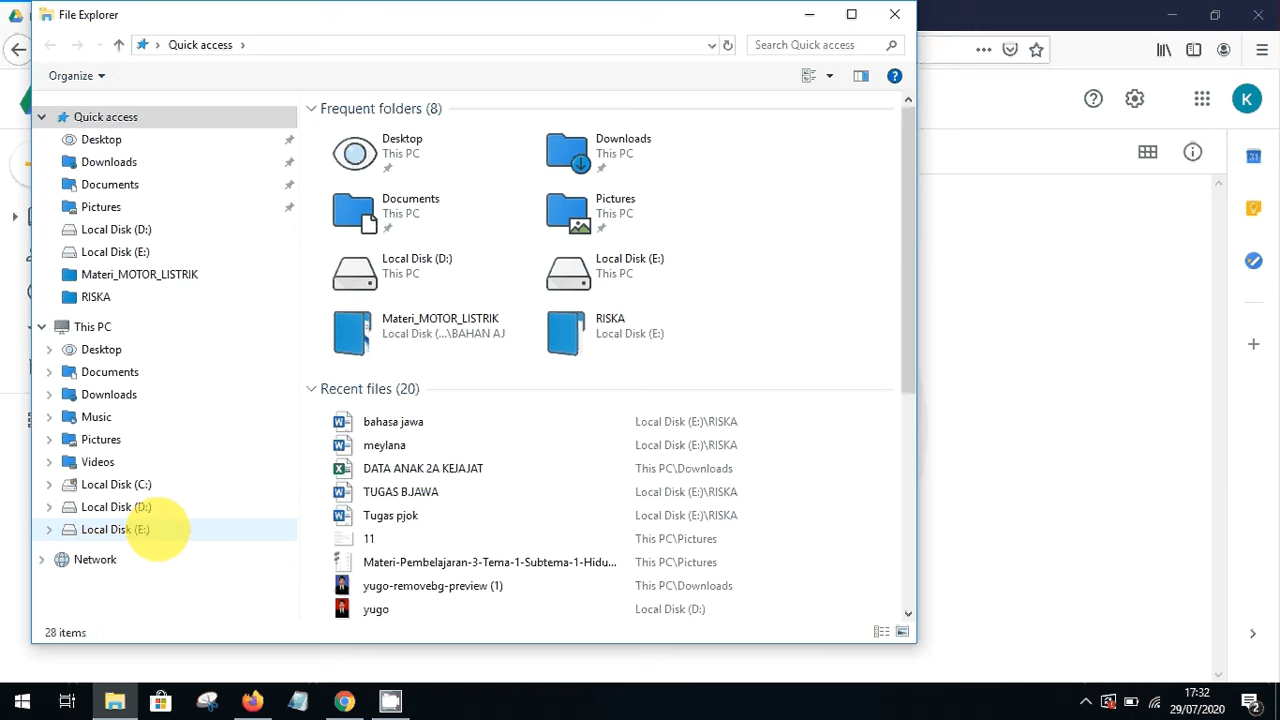 File Explorer
Quick access
Search Quick access
Organize
K
Quick access
Desktop
Downloads
Documents
Pictures
Local Disk (D:)
Local Disk (E:)
Materi_MOTOR_LISTRIK
RISKA
This PC
Desktop
Documents
Downloads
Music
Pictures
Videos
Local Disk (C:)
Local Disk (D:)
Local Disk (E:)
Network
Frequent folders (8)
Desktop
This PC
Downloads
This PC
Documents
This PC
Pictures
This PC
Local Disk (D:)
This PC
Local Disk (E:)
This PC
Materi_MOTOR_LISTRIK
Local Disk (...\BAHAN AJ
RISKA
Local Disk (E:)
Recent files (20)
bahasa jawa Local Disk (E:)\RISKA
meylana Local Disk (E:)\RISKA
DATA ANAK 2A KEJAJAT This PC\Downloads
TUGAS B.JAWA Local Disk (E:)\RISKA
Tugas pjok Local Disk (E:)\RISKA
11 This PC\Pictures
Materi-Pembelajaran-3-Tema-1-Subtema-1-Hidu... This PC\Pictures
yugo-removebg-preview (1) This PC\Downloads
yugo Local Disk (D:)
28 items
31
17:32
29/07/2020
2